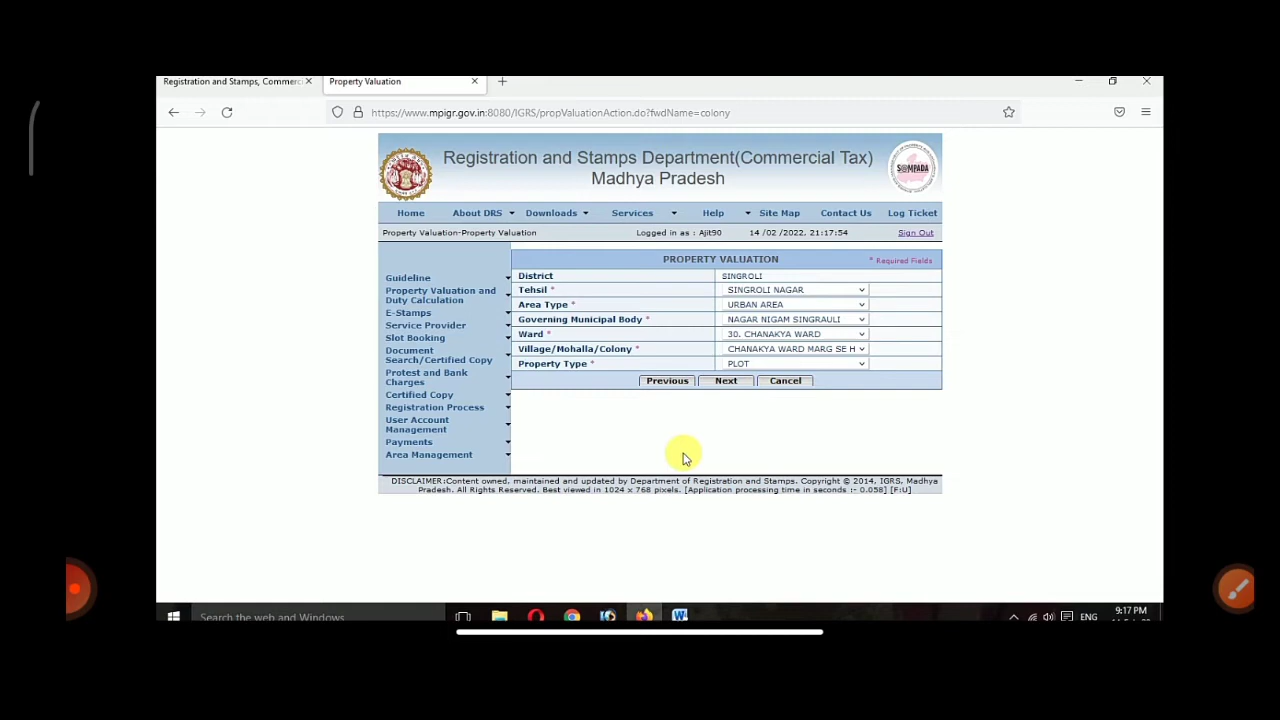 Registration and Stamps, Commerci
Property Valuation
https://www.mpigr.gov.in:8080/IGRS/propValuationAction.do?fwdName=colony
Registration and Stamps Department(Commercial Tax)
Madhya Pradesh
SAMPADA
Home About DRS Downloads Services Help Site Map Contact Us Log Ticket
Property Valuation-Property Valuation Logged in as : Ajit90 14 /02 /2022, 21:17:54 Sign Out
Guideline
Property Valuation and
Duty Calculation
E-Stamps
Service Provider
Slot Booking
Document
Search/Certified Copy
Protest and Bank
Charges
Certified Copy
Registration Process
User Account
Management
Payments
Area Management
PROPERTY VALUATION * Required Fields
District SINGROLI
Tehsil * SINGROLI NAGAR
Area Type * URBAN AREA
Governing Municipal Body * NAGAR NIGAM SINGRAULI
Ward * 30. CHANAKYA WARD
Village/Mohalla/Colony * CHANAKYA WARD MARG SE H
Property Type * PLOT
Previous Next Cancel
DISCLAIMER:Content owned, maintained and updated by Department of Registration and Stamps. Copyright © 2014, IGRS, Madhya
Pradesh. All Rights Reserved. Best viewed in 1024 x 768 pixels. [Application processing time in seconds :- 0.058] [F:U]
Search the web and Windows
ENG
9:17 PM